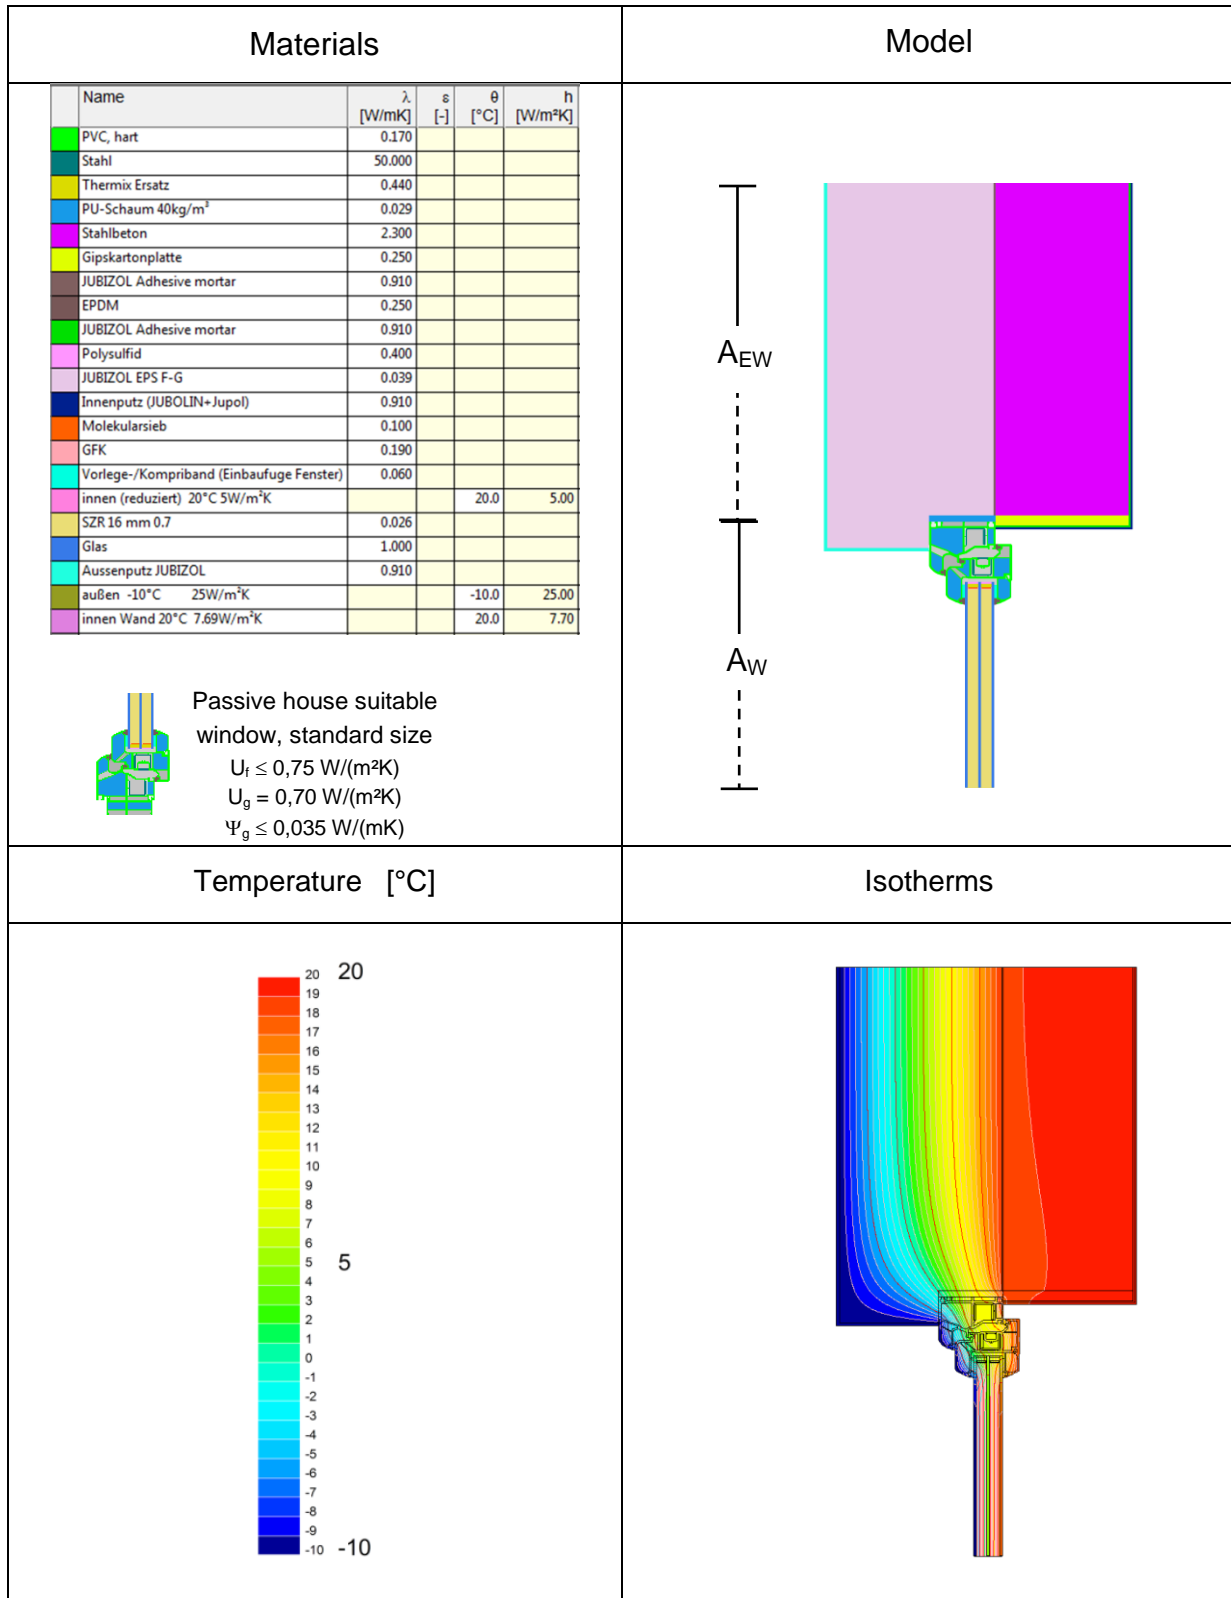 Materials
Model
Name λ ε θ h
[W/mK] [-] [°C] [W/m²K]
PVC, hart 0.170
Stahl 50.000
Thermix Ersatz 0.440
PU-Schaum 40kg/m³ 0.029
Stahlbeton 2.300
Gipskartonplatte 0.250
JUBIZOL Adhesive mortar 0.910
EPDM 0.250
JUBIZOL Adhesive mortar 0.910
Polysulfid 0.400
JUBIZOL EPS F-G 0.039
Innenputz (JUBOLIN+Jupol) 0.910
Molekularsieb 0.100
GFK 0.190
Vorlege-/Kompriband (Einbaufuge Fenster) 0.060
innen (reduziert) 20°C 5W/m²K 20.0 5.00
SZR 16 mm 0.7 0.026
Glas 1.000
Aussenputz JUBIZOL 0.910
außen -10°C 25W/m²K -10.0 25.00
innen Wand 20°C 7.69W/m²K 20.0 7.70
Passive house suitable
window, standard size
U_f ≤ 0,75 W/(m²K)
U_g = 0,70 W/(m²K)
Ψ_g ≤ 0,035 W/(mK)
A_EW
A_W
Temperature [°C]
Isotherms
20 20
19
18
17
16
15
14
13
12
11
10
9
8
7
6
5 5
4
3
2
1
0
-1
-2
-3
-4
-5
-6
-7
-8
-9
-10 -10